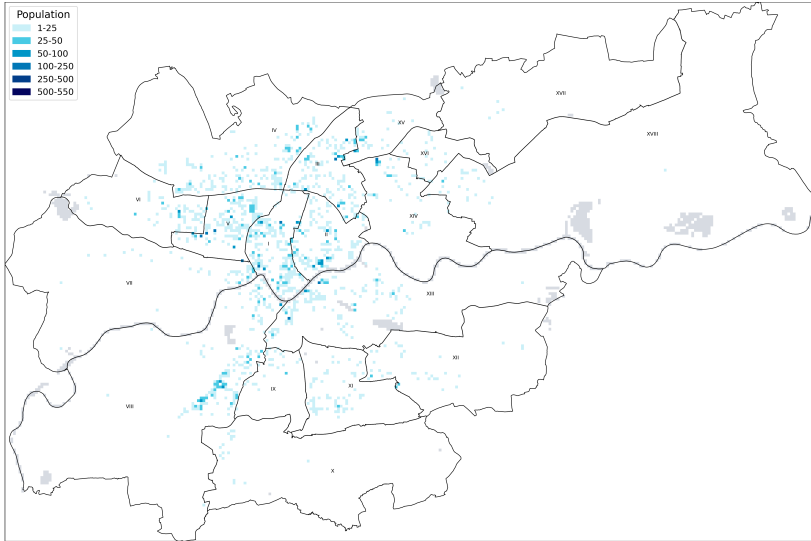 Population
1-25
25-50
50-100
100-250
250-500
500-550
XVII
XVIII
XV
IV
XVI
III
VI
XIV
V
II
I
VII
XIII
XII
IX
XI
VIII
X